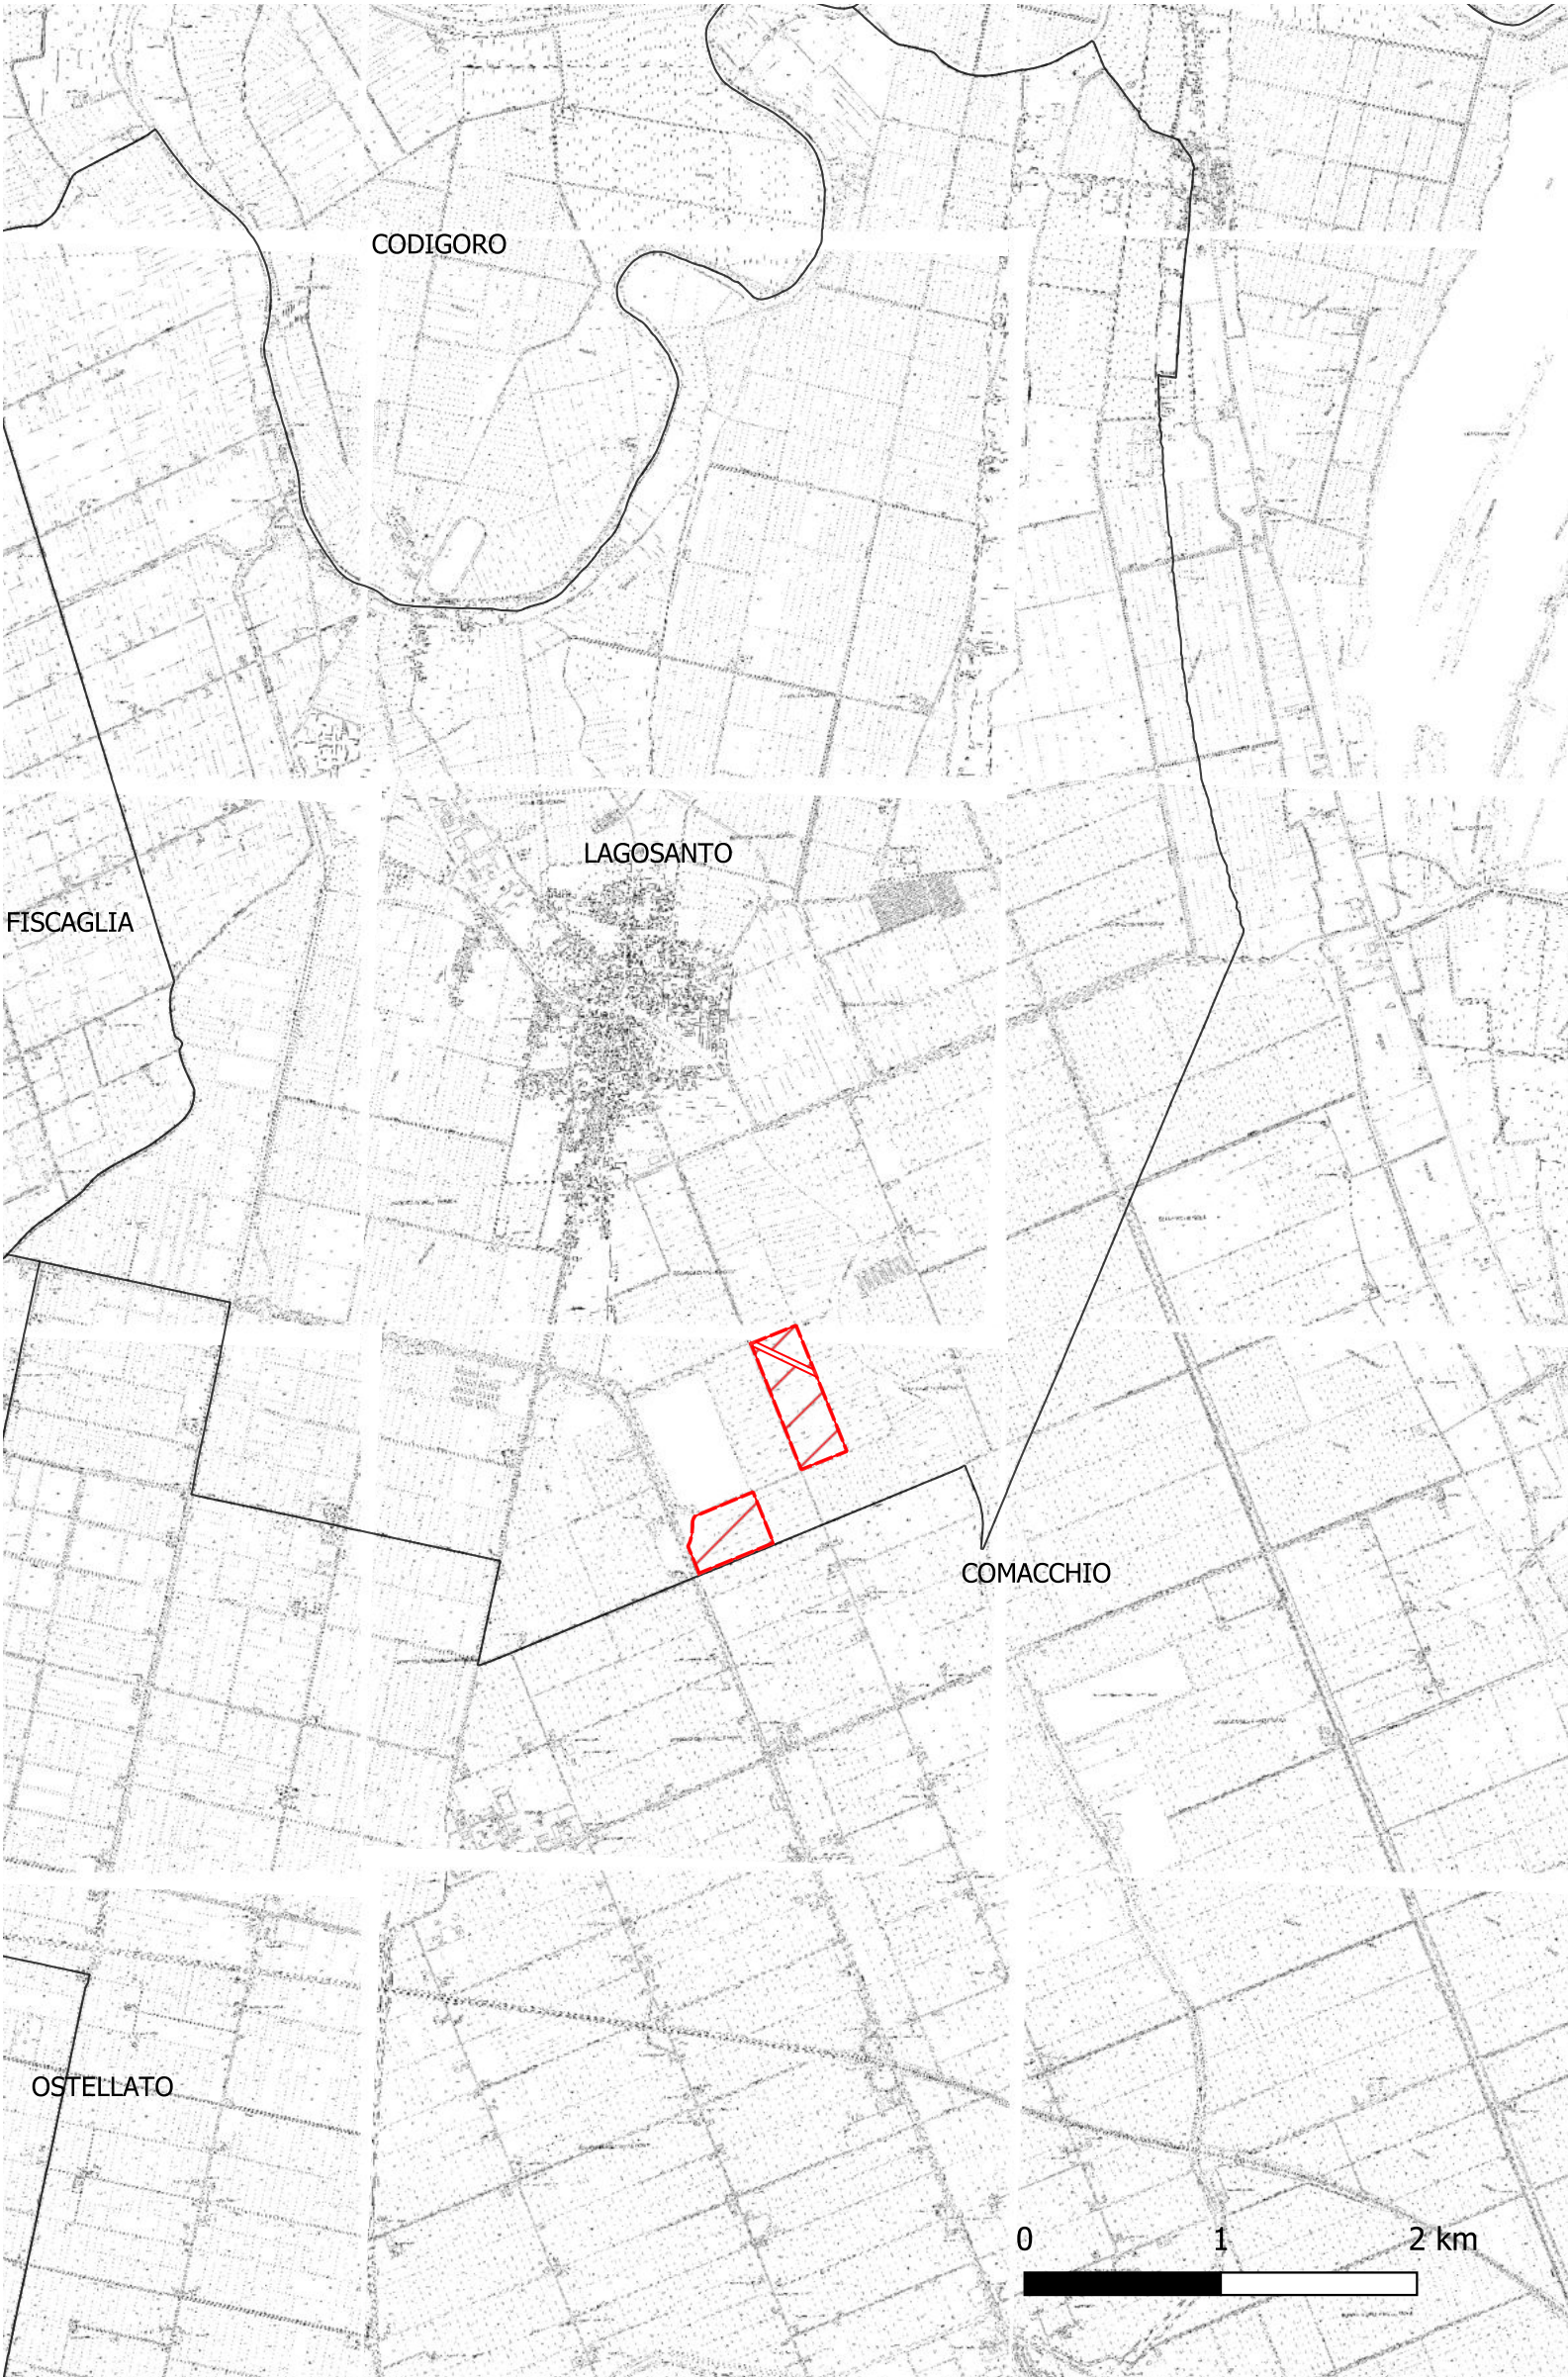 CODIGORO
LAGOSANTO
FISCAGLIA
COMACCHIO
OSTELLATO
0 1 2 km